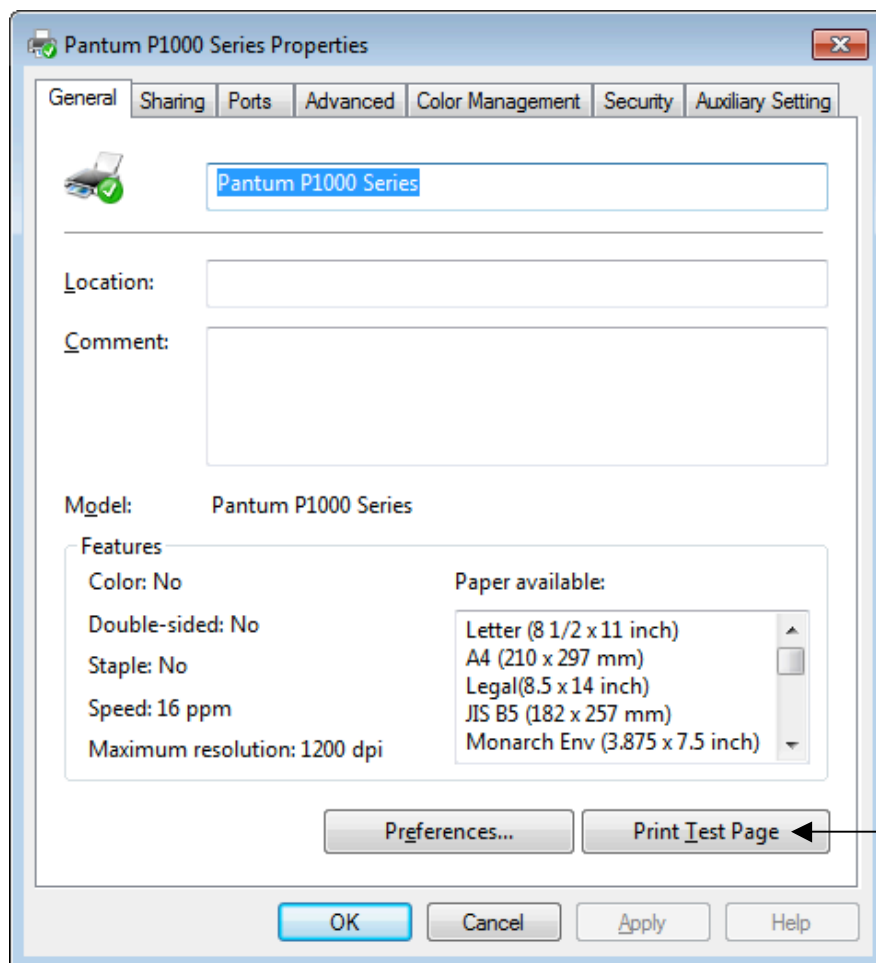 Pantum P1000 Series Properties
General Sharing Ports Advanced Color Management Security Auxiliary Setting
Pantum P1000 Series
Location:
Comment:
Model: Pantum P1000 Series
Features
Color: No
Double-sided: No
Staple: No
Speed: 16 ppm
Maximum resolution: 1200 dpi
Paper available:
Letter (8 1/2 x 11 inch)
A4 (210 x 297 mm)
Legal(8.5 x 14 inch)
JIS B5 (182 x 257 mm)
Monarch Env (3.875 x 7.5 inch)
Preferences... Print Test Page
OK Cancel Apply Help